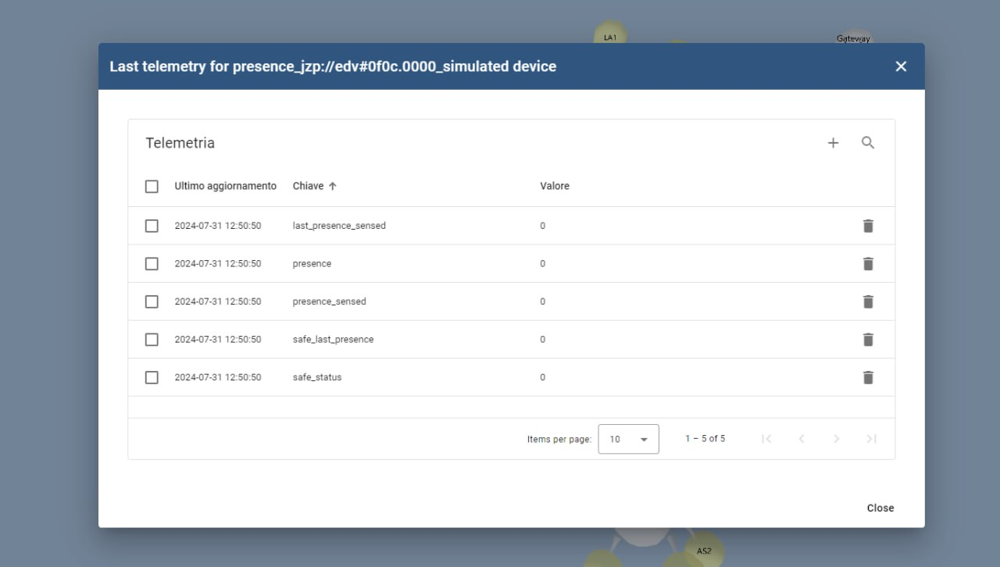 LA1
Gateway
Last telemetry for presence_jzp://edv#0f0c.0000_simulated device
Telemetria
Ultimo aggiornamento Chiave Valore
2024-07-31 12:50:50 last_presence_sensed 0
2024-07-31 12:50:50 presence 0
2024-07-31 12:50:50 presence_sensed 0
2024-07-31 12:50:50 safe_last_presence 0
2024-07-31 12:50:50 safe_status 0
Items per page: 10 1 – 5 of 5
Close
AS2